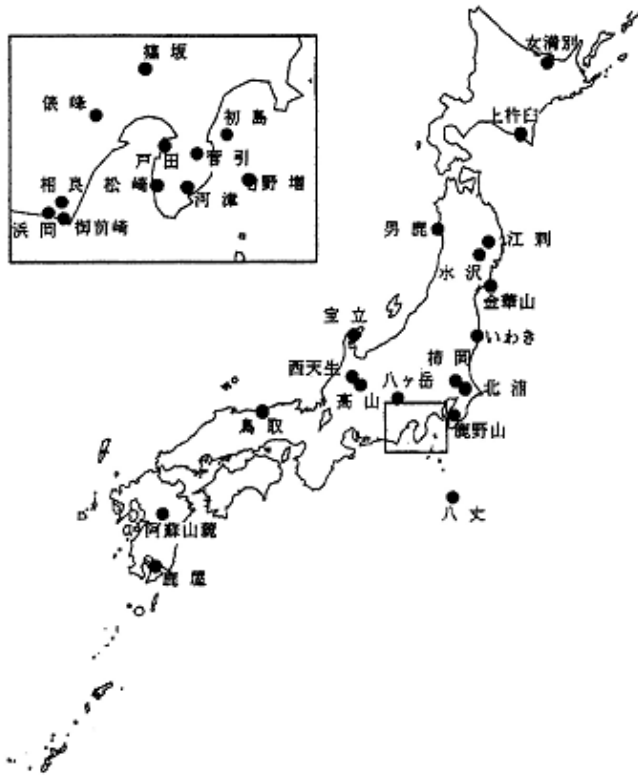 篠坂
俵峰
初島
戸田
菅引
相良
松崎
野増
河津
浜岡
御前崎
女満別
上杵臼
男鹿
江刺
水沢
金華山
いわき
宝立
西天生
高山
八ヶ岳
柿岡
北浦
鹿野山
鳥取
八丈
阿蘇山
鹿屋